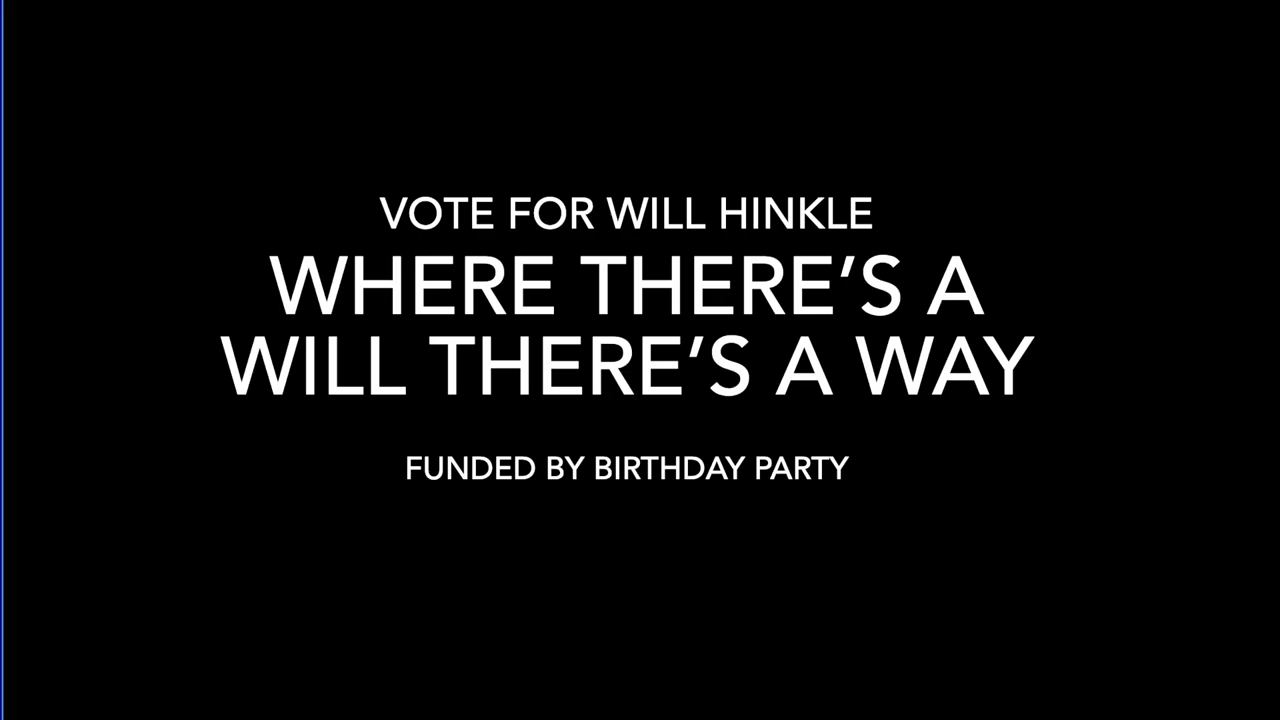 VOTE FOR WILL HINKLE
WHERE THERE’S A
WILL THERE’S A WAY
FUNDED BY BIRTHDAY PARTY